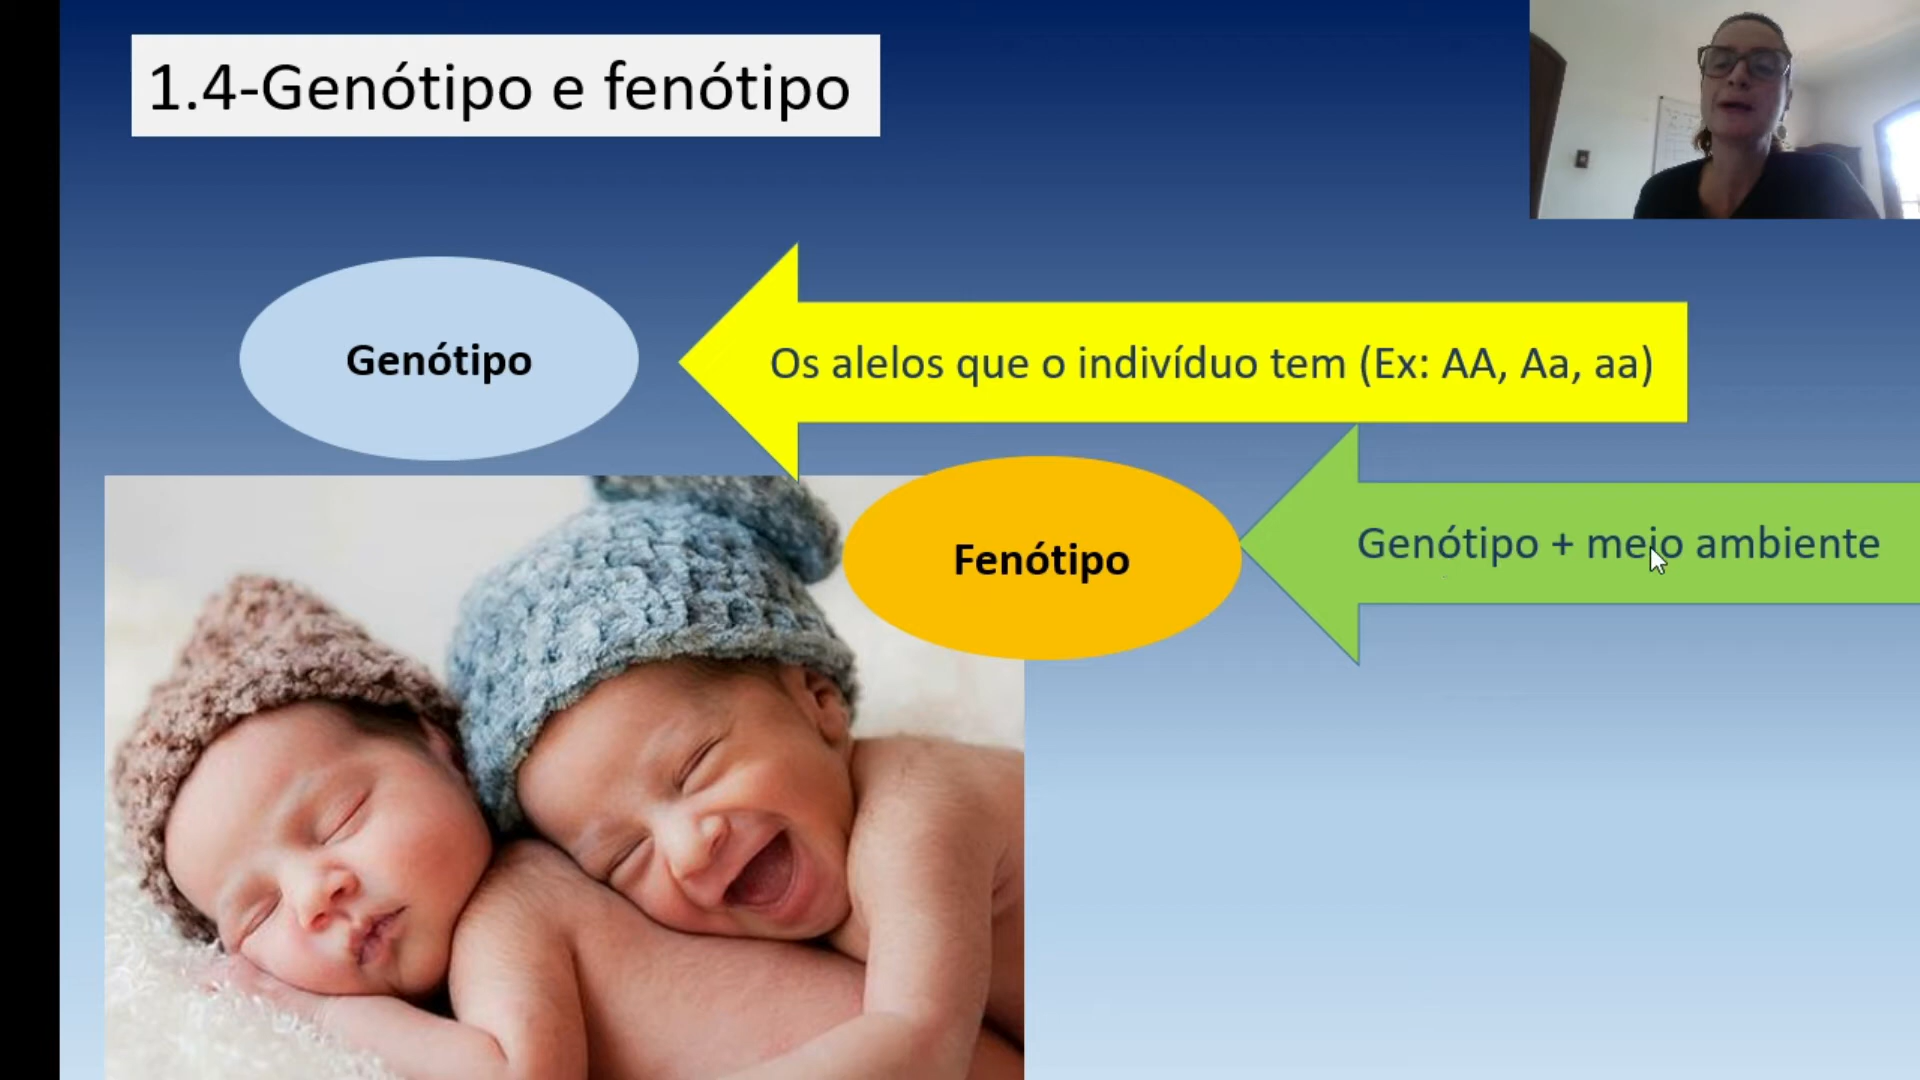 1.4-Genótipo e fenótipo
Genótipo
Os alelos que o indivíduo tem (Ex: AA, Aa, aa)
Fenótipo
Genótipo + meio ambiente